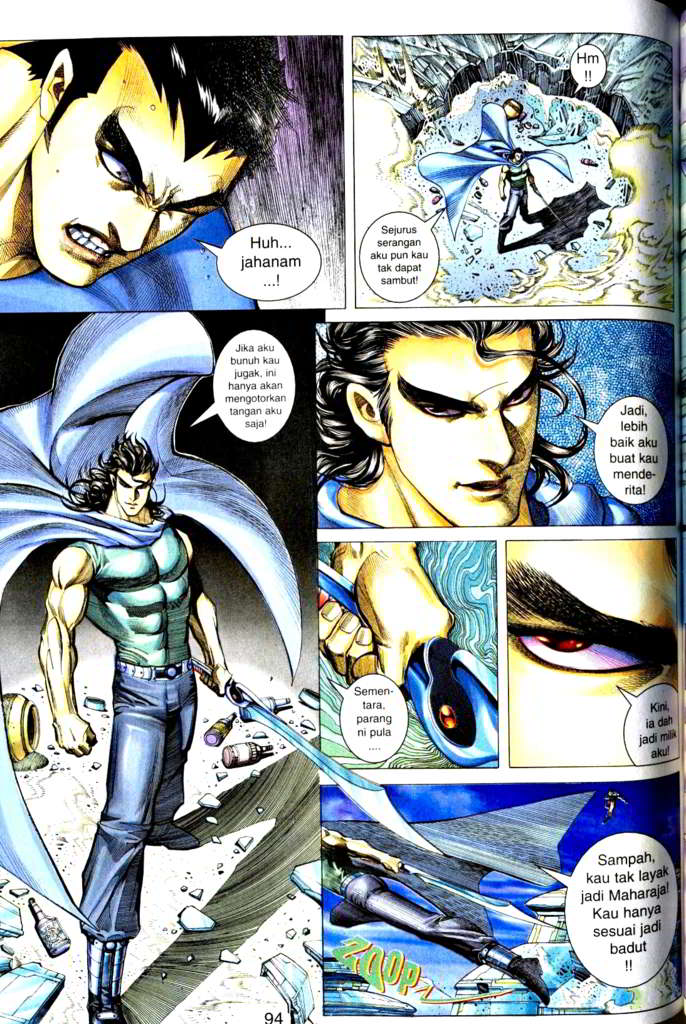 Huh...
jahanam
...!
Hm
!!
Sejurus
serangan
aku pun kau
tak dapat
sambut!
Jika aku
bunuh kau
jugak, ini
hanya akan
mengotorkan
tangan aku
saja!
Jadi,
lebih
baik aku
buat kau
mende-
rita!
Semen-
tara,
parang
ni pula
....
Kini,
ia dah
jadi milik
aku!
Sampah,
kau tak layak
jadi Maharaja!
Kau hanya
sesuai jadi
badut
!!
ZQOP
94